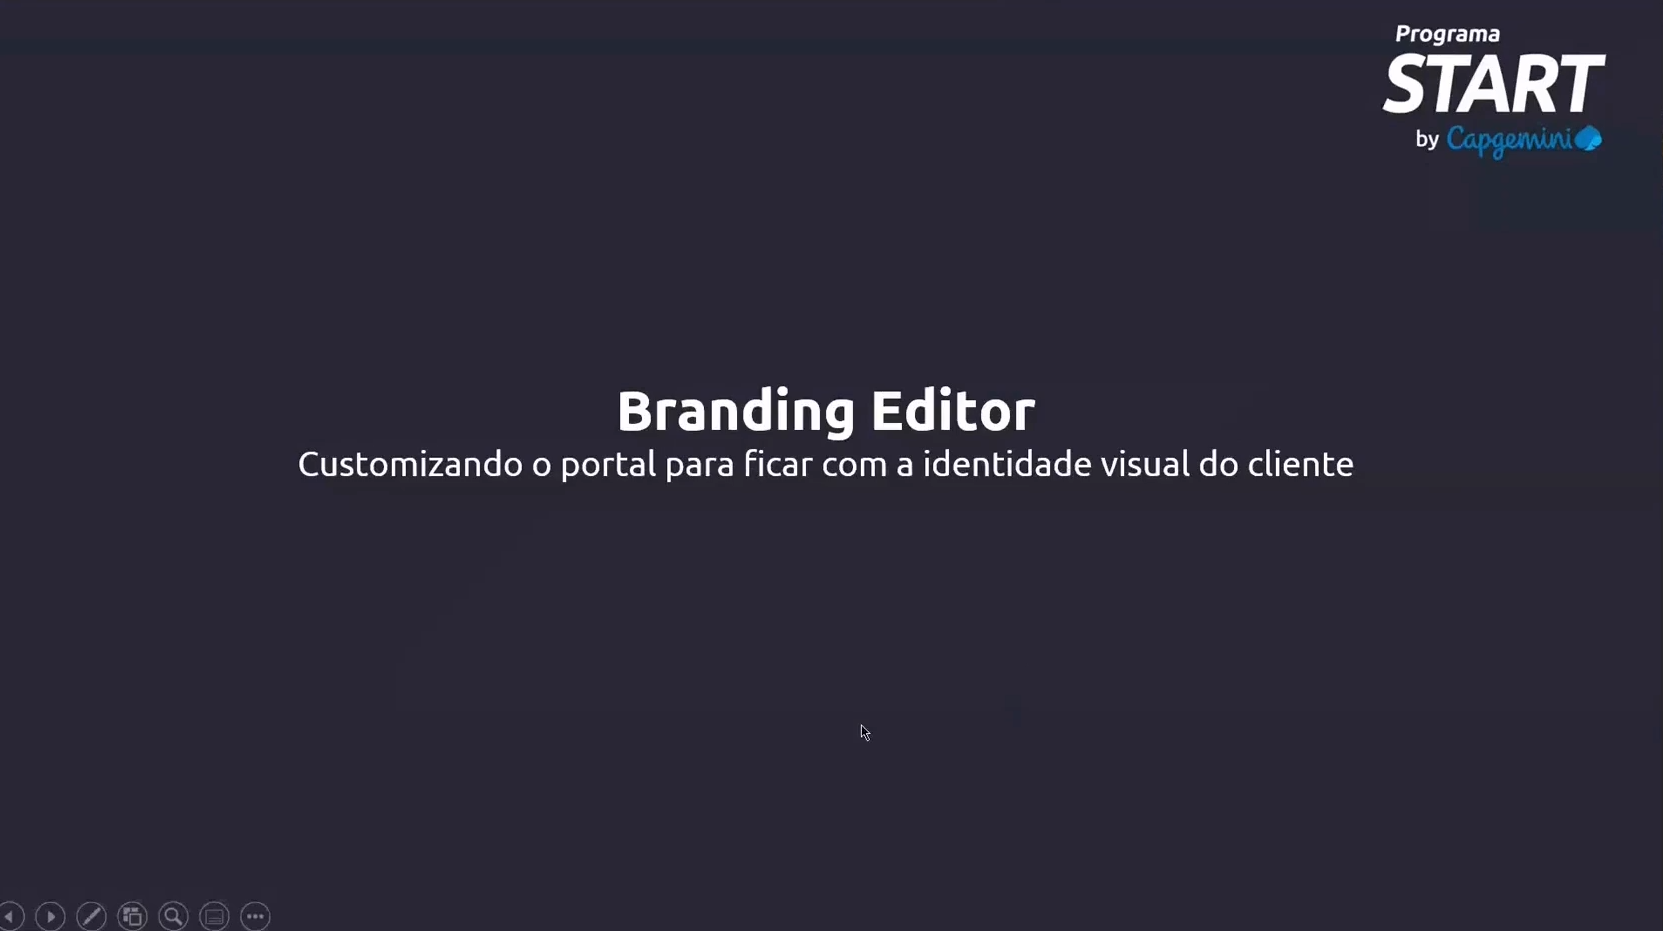 Programa
START
by Capgemini
Branding Editor
Customizando o portal para ficar com a identidade visual do cliente